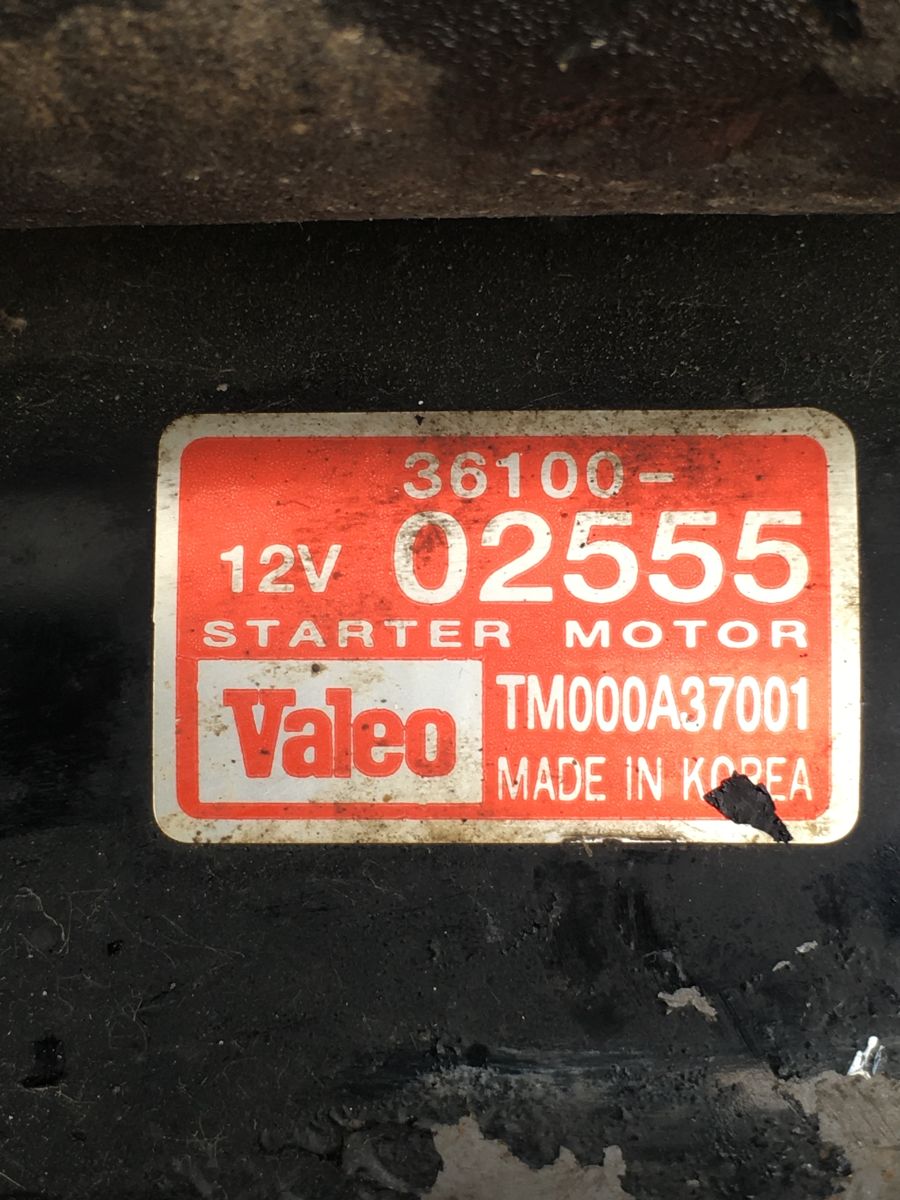 36100-
12V 02555
STARTER MOTOR
Valeo
TM000A37001
MADE IN KOREA